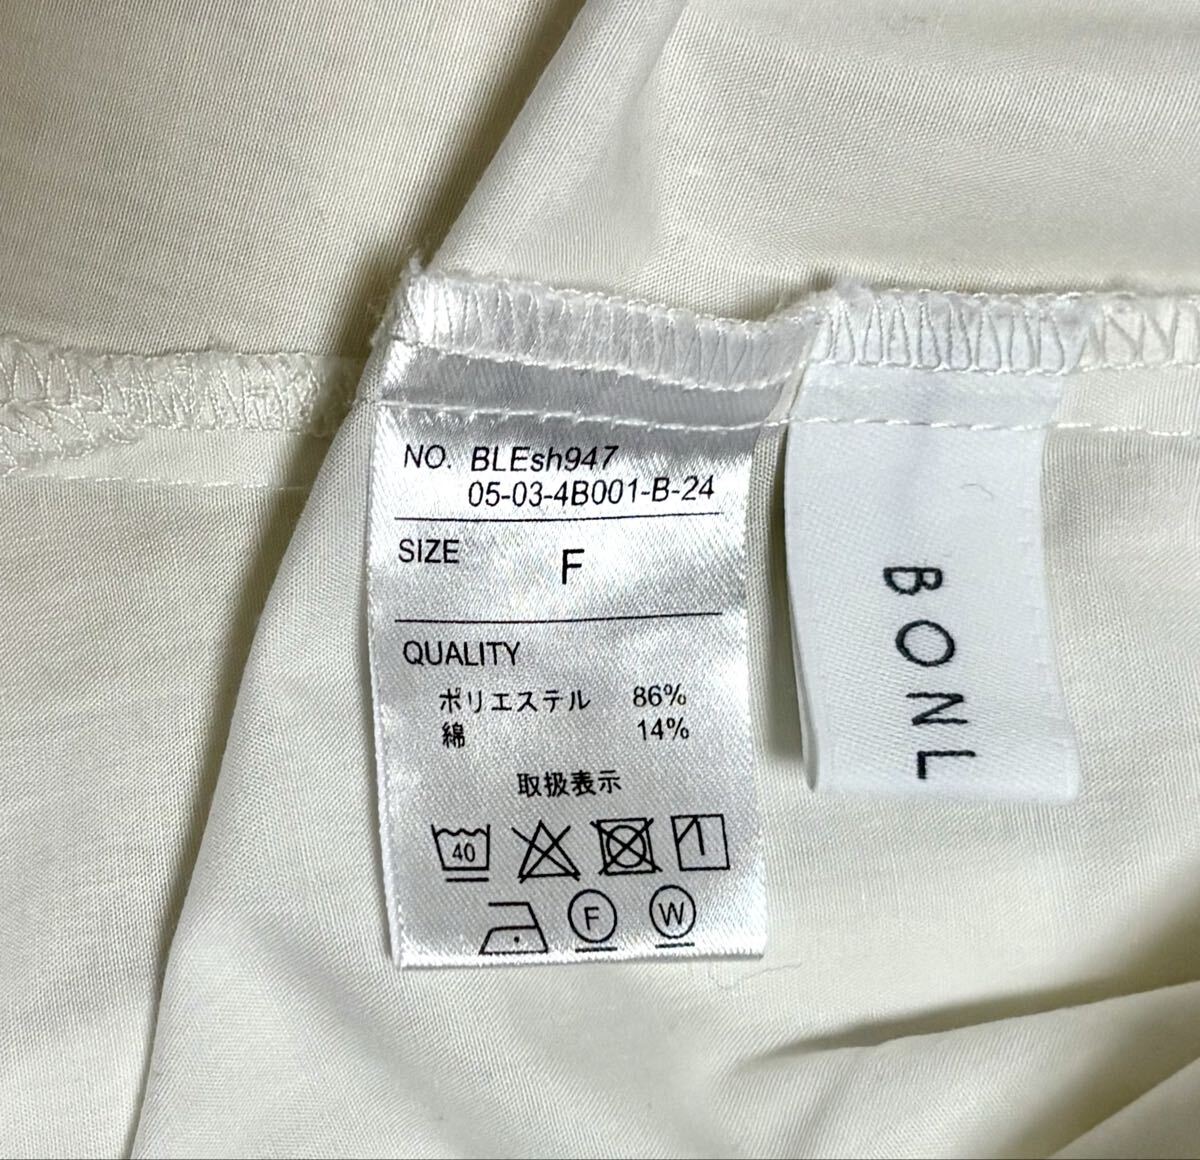 NO. BLEsh947
05-03-4B001-B-24
SIZE F
QUALITY
ポリエステル 86%
綿 14%
取扱表示
40
F W
BONL